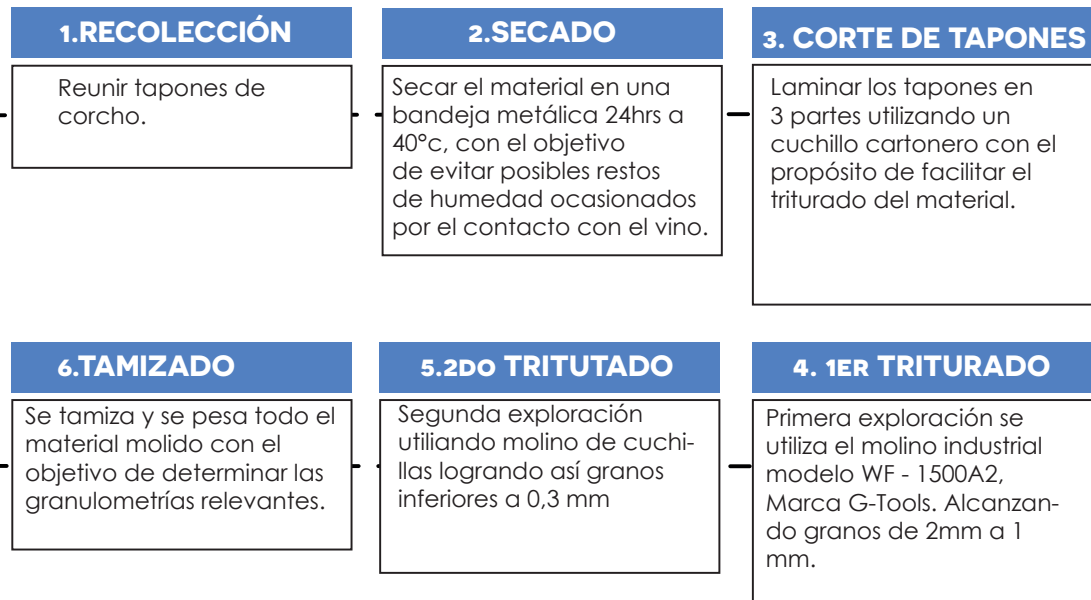 1.RECOLECCIÓN
Reunir tapones de
corcho.
2.SECADO
Secar el material en una
bandeja metálica 24hrs a
40°c, con el objetivo
de evitar posibles restos
de humedad ocasionados
por el contacto con el vino.
3. CORTE DE TAPONES
Laminar los tapones en
3 partes utilizando un
cuchillo cartonero con el
propósito de facilitar el
triturado del material.
4. 1ER TRITURADO
Primera exploración se
utiliza el molino industrial
modelo WF - 1500A2,
Marca G-Tools. Alcanzan-
do granos de 2mm a 1
mm.
5.2DO TRITUTADO
Segunda exploración
utiliando molino de cuchi-
llas logrando así granos
inferiores a 0,3 mm
6.TAMIZADO
Se tamiza y se pesa todo el
material molido con el
objetivo de determinar las
granulometrías relevantes.